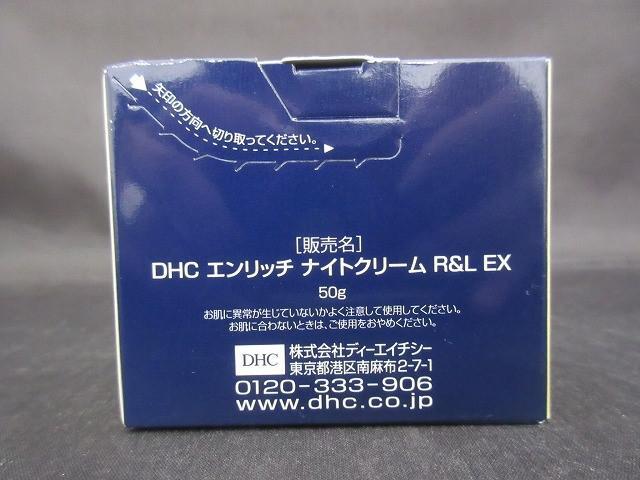 矢印の方向へ切り取ってください。
[販売名]
DHC エンリッチ ナイトクリーム R&L EX
50g
お肌に異常が生じていないかよく注意して使用してください。
お肌に合わないときは、ご使用をおやめください。
DHC 株式会社ディーエイチシー
東京都港区南麻布2-7-1
0120-333-906
www.dhc.co.jp